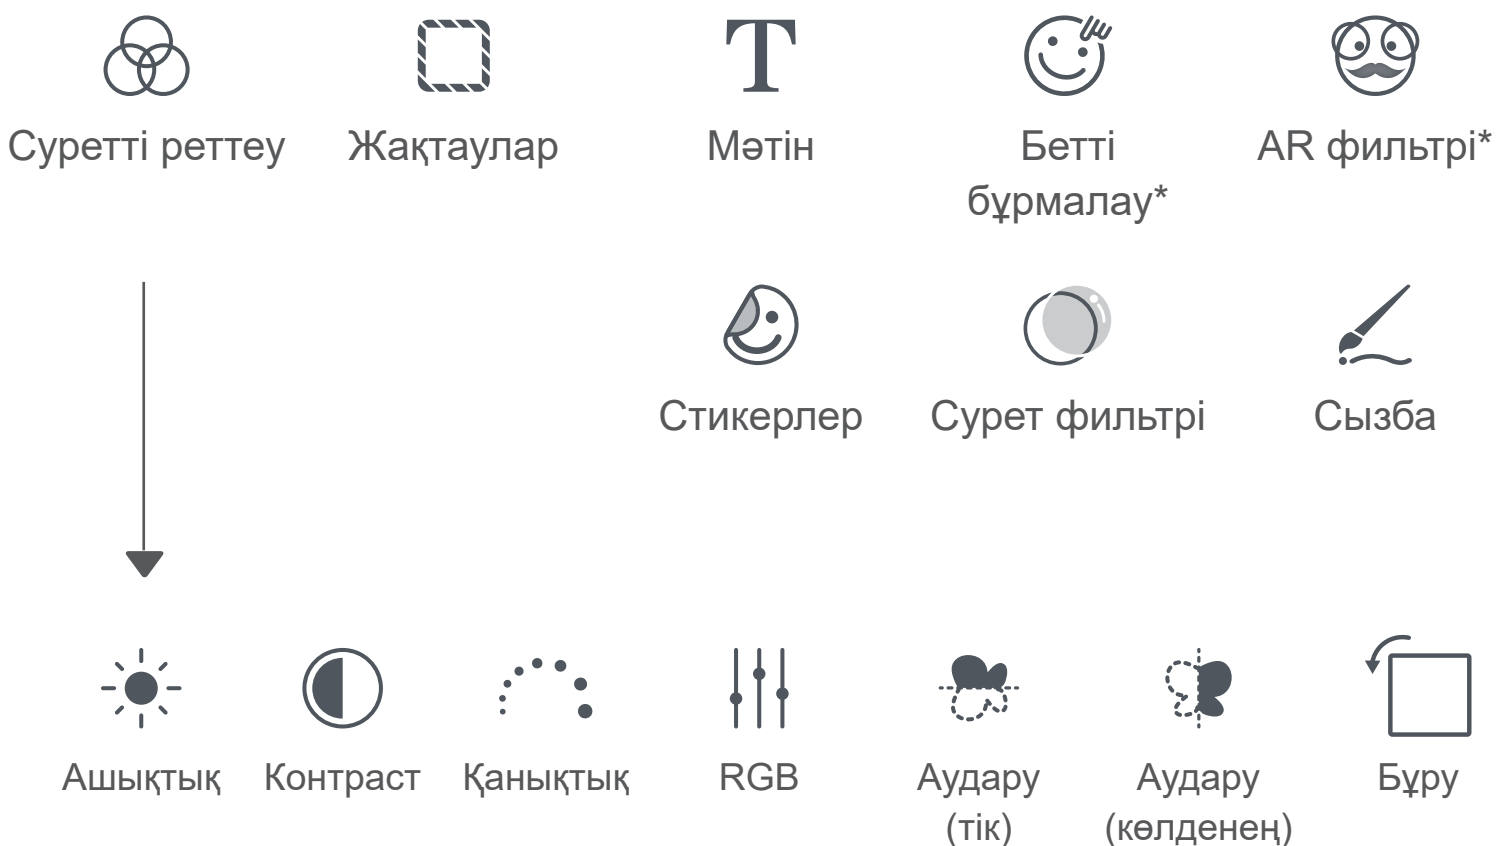 Суретті реттеу
Жақтаулар
Мәтін
Бетті
бұрмалау*
AR фильтрі*
Стикерлер
Сурет фильтрі
Сызба
Ашықтық
Контраст
Қанықтық
RGB
Аудару
(тік)
Аудару
(көлденең)
Бұру